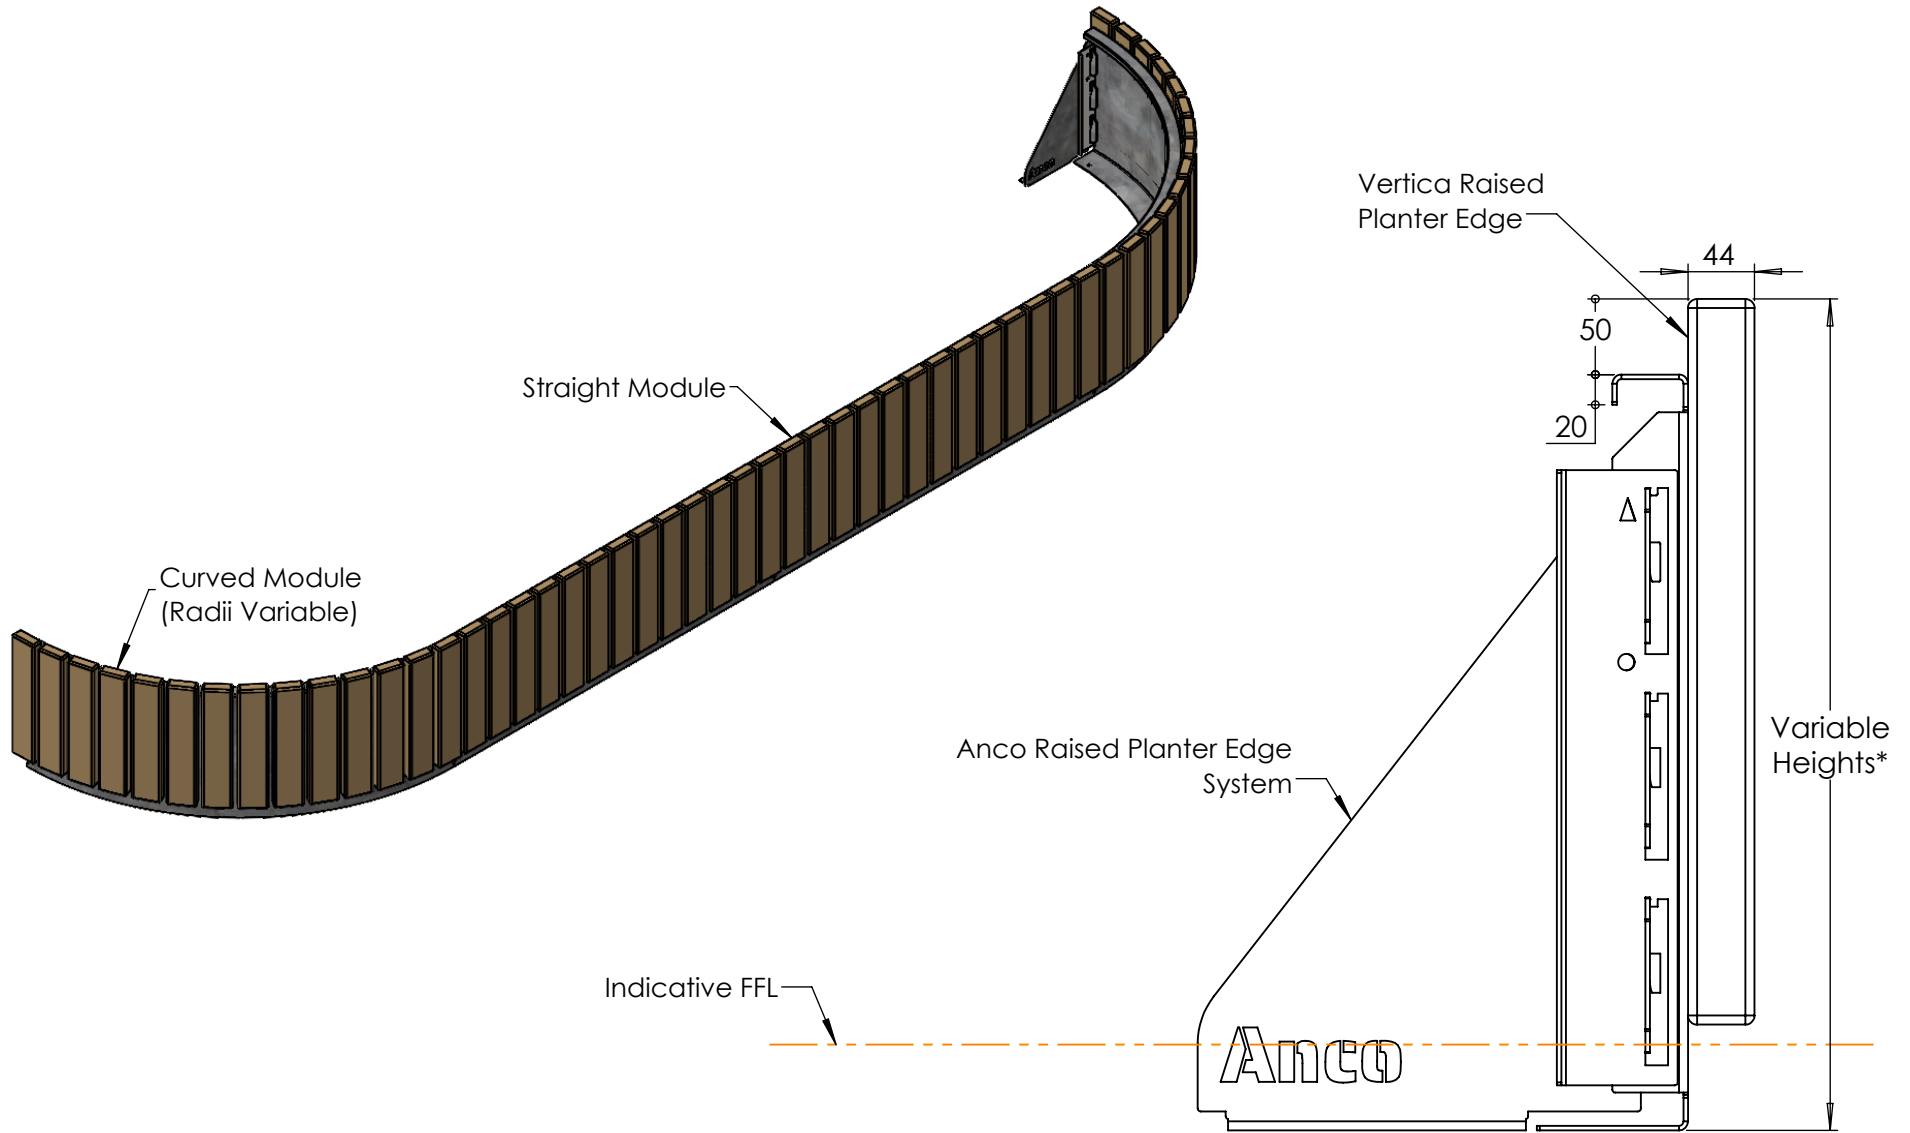 Vertica Raised
Planter Edge
44
50
20
Straight Module
Curved Module
(Radii Variable)
Variable
Heights*
Anco Raised Planter Edge
System
Indicative FFL
Anco
Anco